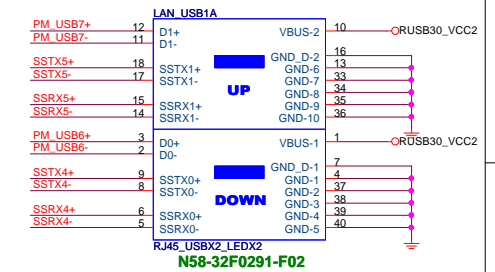 LAN_USB1A
PM_USB7+ 12 D1+ VBUS-2 10 RUSB30_VCC2
PM_USB7- 11 D1-
GND_D-2 16
SSTX5+ 18 SSTX1+ GND-6 13
SSTX5- 17 SSTX1- GND-7 33
UP GND-8 34
SSRX5+ 15 SSRX1+ GND-9 35
SSRX5- 14 SSRX1- GND-10 36
PM_USB6+ 3 D0+ VBUS-1 1 RUSB30_VCC2
PM_USB6- 2 D0-
GND_D-1 7
SSTX4+ 9 SSTX0+ GND-1 4
SSTX4- 8 SSTX0- GND-2 37
DOWN GND-3 38
SSRX4+ 6 SSRX0+ GND-4 39
SSRX4- 5 SSRX0- GND-5 40
RJ45_USBX2_LEDX2
N58-32F0291-F02